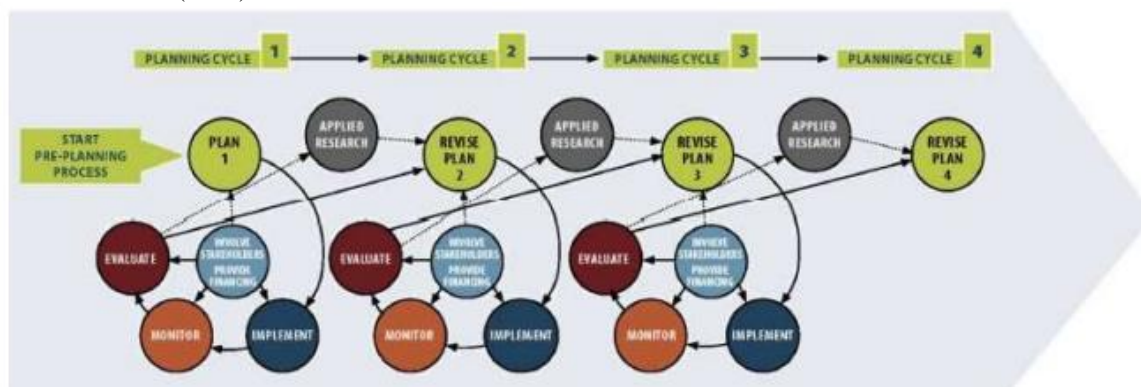 PLANNING CYCLE 1
PLANNING CYCLE 2
PLANNING CYCLE 3
PLANNING CYCLE 4
START
PRE-PLANNING
PROCESS
PLAN
1
APPLIED
RESEARCH
REVISE
PLAN
2
APPLIED
RESEARCH
REVISE
PLAN
3
APPLIED
RESEARCH
REVISE
PLAN
4
EVALUATE
INVOLVE
STAKEHOLDERS
PROVIDE
FINANCING
MONITOR
IMPLEMENT
EVALUATE
INVOLVE
STAKEHOLDERS
PROVIDE
FINANCING
MONITOR
IMPLEMENT
EVALUATE
INVOLVE
STAKEHOLDERS
PROVIDE
FINANCING
MONITOR
IMPLEMENT